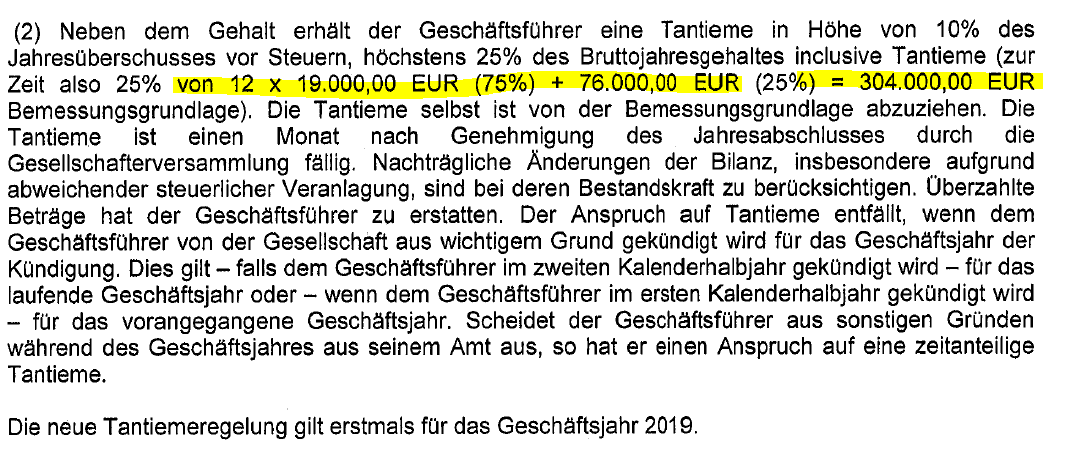 (2) Neben dem Gehalt erhält der Geschäftsführer eine Tantieme in Höhe von 10% des
Jahresüberschusses vor Steuern, höchstens 25% des Bruttojahresgehaltes inclusive Tantieme (zur
Zeit also 25% von 12 x 19.000,00 EUR (75%) + 76.000,00 EUR (25%) = 304.000,00 EUR
Bemessungsgrundlage). Die Tantieme selbst ist von der Bemessungsgrundlage abzuziehen. Die
Tantieme ist einen Monat nach Genehmigung des Jahresabschlusses durch die
Gesellschafterversammlung fällig. Nachträgliche Änderungen der Bilanz, insbesondere aufgrund
abweichender steuerlicher Veranlagung, sind bei deren Bestandskraft zu berücksichtigen. Überzahlte
Beträge hat der Geschäftsführer zu erstatten. Der Anspruch auf Tantieme entfällt, wenn dem
Geschäftsführer von der Gesellschaft aus wichtigem Grund gekündigt wird für das Geschäftsjahr der
Kündigung. Dies gilt – falls dem Geschäftsführer im zweiten Kalenderhalbjahr gekündigt wird – für das
laufende Geschäftsjahr oder – wenn dem Geschäftsführer im ersten Kalenderhalbjahr gekündigt wird
– für das vorangegangene Geschäftsjahr. Scheidet der Geschäftsführer aus sonstigen Gründen
während des Geschäftsjahres aus seinem Amt aus, so hat er einen Anspruch auf eine zeitanteilige
Tantieme.
Die neue Tantiemeregelung gilt erstmals für das Geschäftsjahr 2019.